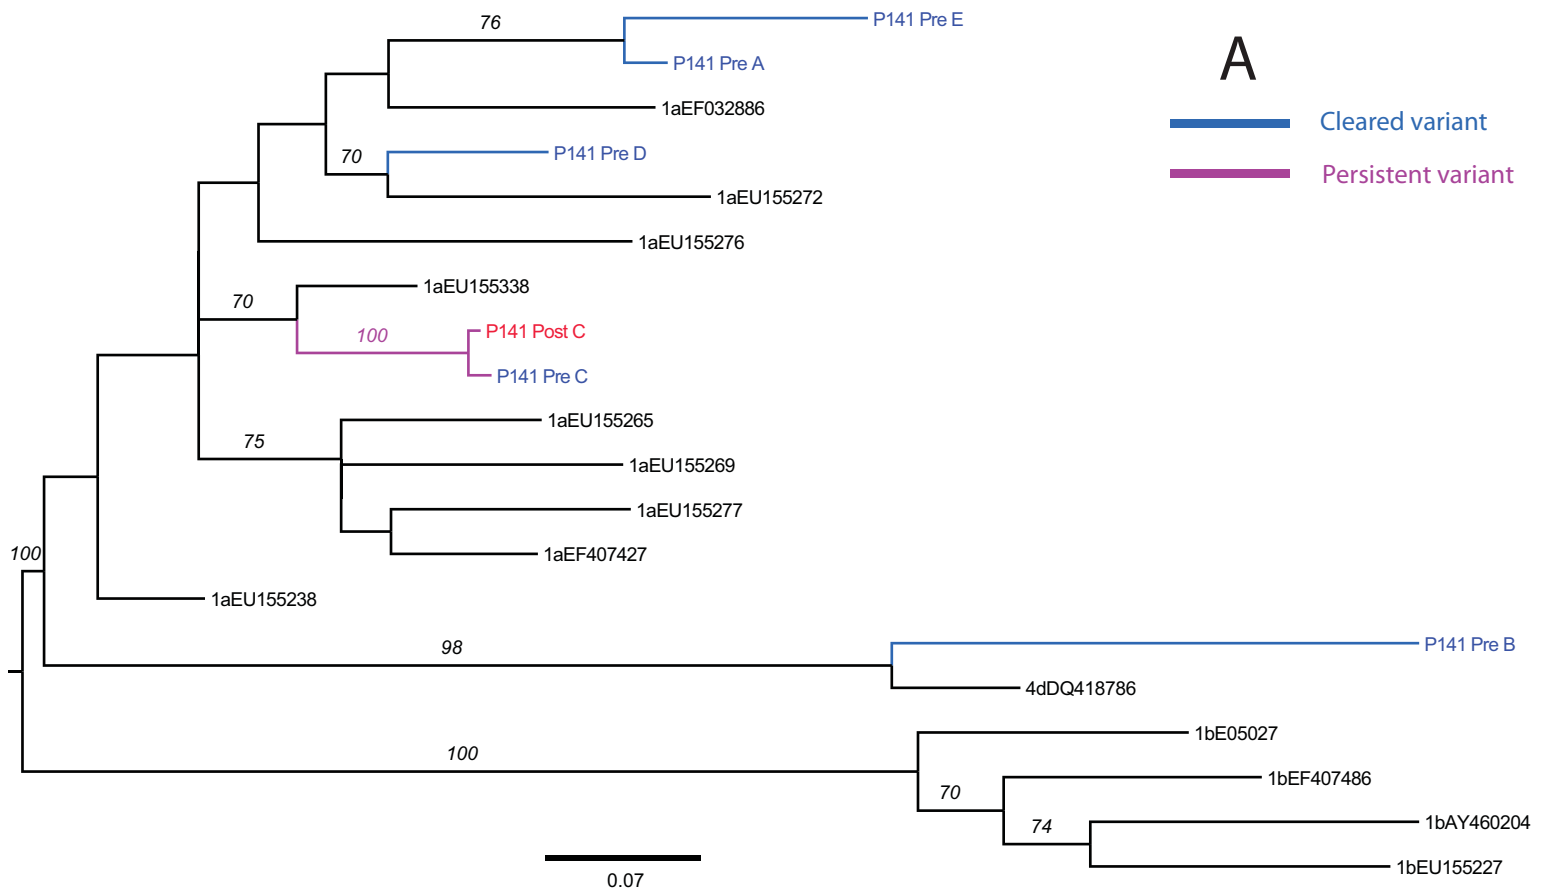 76
P141 Pre E
A
P141 Pre A
1aEF032886
Cleared variant
70
P141 Pre D
Persistent variant
1aEU155272
1aEU155276
1aEU155338
70
100
P141 Post C
P141 Pre C
1aEU155265
75
1aEU155269
1aEU155277
100
1aEF407427
1aEU155238
98
P141 Pre B
4dDQ418786
1bE05027
100
1bEF407486
70
74
1bAY460204
1bEU155227
0.07